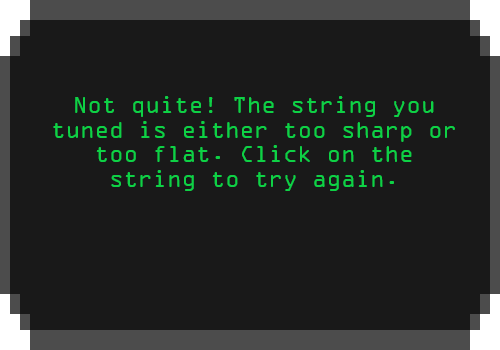 Not quite! The string you
tuned is either too sharp or
too flat. Click on the
string to try again.